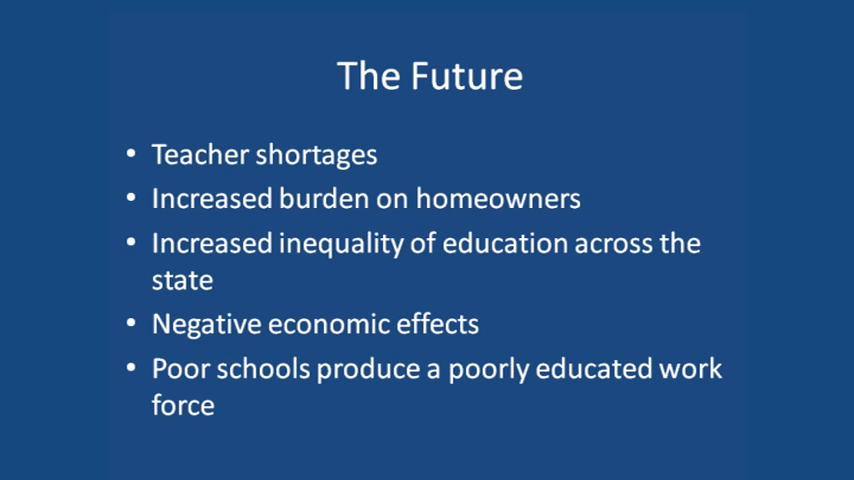 The Future
• Teacher shortages
• Increased burden on homeowners
• Increased inequality of education across the
state
• Negative economic effects
• Poor schools produce a poorly educated work
force